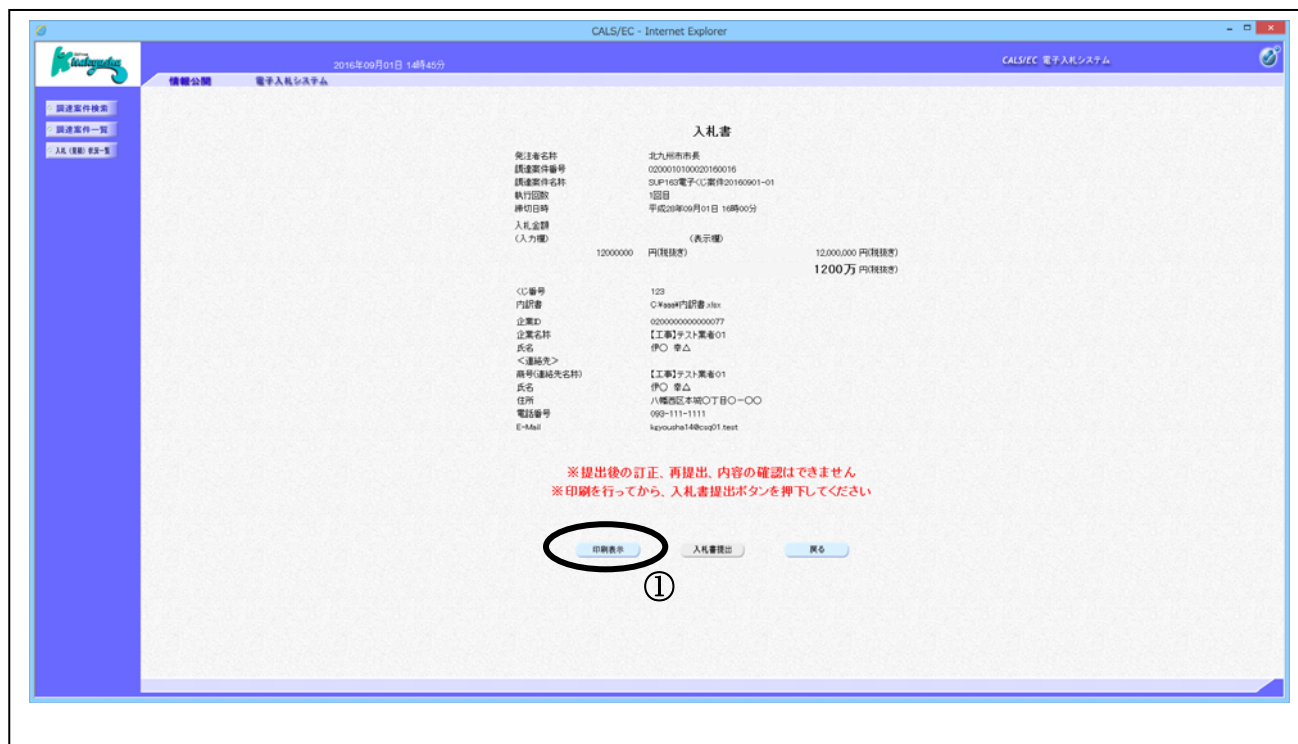 CALS/EC - Internet Explorer
Kitakyushu
2016年09月01日 14時45分
CALS/EC 電子入札システム
情報公開 電子入札システム
調達案件検索
調達案件一覧
入札(見積)状況一覧
入札書
発注者名称 北九州市市長
調達案件番号 0200010100020160016
調達案件名称 SUP163電子くじ案件20160901-01
執行回数 1回目
締切日時 平成28年09月01日 16時00分
入札金額
(入力欄) (表示欄)
12000000 円(税抜き) 12,000,000 円(税抜き)
1200万 円(税抜き)
くじ番号 123
内訳書 C:¥aaa¥内訳書.xlsx
企業ID 0200000000000077
企業名称 【工事】テスト業者01
氏名 伊○ 幸△
<連絡先>
商号(連絡先名称) 【工事】テスト業者01
氏名 伊○ 幸△
住所 八幡西区本城○丁目○-○○
電話番号 093-111-1111
E-Mail
※提出後の訂正、再提出、内容の確認はできません
※印刷を行ってから、入札書提出ボタンを押下してください
印刷表示 入札書提出 戻る
①